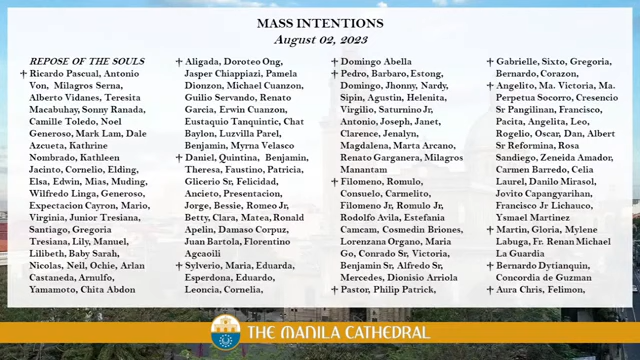 MASS INTENTIONS
August 02, 2023
REPOSE OF THE SOULS
✝ Ricardo Pascual, Antonio
Von, Milagros Serna,
Alberto Vidanes, Teresita
Macabuhay, Sonny Ranada,
Camille Toledo, Noel
Generoso, Mark Lam, Dale
Azcueta, Kathrine
Nombrado, Kathleen
Jacinto, Cornelio, Elding,
Elsa, Edwin, Mias, Muding,
Wilfredo Linga, Generoso,
Expectacion Cayron, Mario,
Virginia, Junior Tresiana,
Santiago, Gregoria
Tresiana, Lily, Manuel,
Lilibeth, Baby Sarah,
Nicolas, Neil, Ochie, Arlan
Castaneda, Arnulfo,
Yamamoto, Chita Abdon
✝ Aligada, Doroteo Ong,
Jasper Chiappiazi, Pamela
Dionzon, Michael Cuanzon,
Guilio Servando, Renato
Garcia, Erwin Cuanzon,
Eustaquio Tanquintic, Chat
Baylon, Luzvilla Parel,
Benjamin, Myrna Velasco
✝ Daniel, Quintina, Benjamin,
Theresa, Faustino, Patricia,
Glicerio Sr, Felicidad,
Ancieto, Presentacion,
Jorge, Bessie, Romeo Jr,
Betty, Clara, Matea, Ronald
Apelin, Damaso Corpuz,
Juan Bartola, Florentino
Agcaoili
✝ Sylverio, Maria, Eduarda,
Esperdona, Eduardo,
Leoncia, Cornelia,
✝ Domingo Abella
✝ Pedro, Barbaro, Estong,
Domingo, Jhonny, Nardy,
Sipin, Agustin, Helenita,
Virgilio, Saturnino Jr,
Antonio, Joseph, Janet,
Clarence, Jenalyn,
Magdalena, Marta Arcano,
Renato Garganera, Milagros
Manantam
✝ Filomeno, Romulo,
Consuelo, Carmelito,
Filomeno Jr, Romulo Jr,
Rodolfo Avila, Estefania
Camcam, Cosmedin Briones,
Lorenzana Organo, Maria
Go, Conrado Sr, Victoria,
Benjamin Sr, Alfredo Sr,
Mercedes, Dionisio Arriola
✝ Pastor, Philip Patrick,
✝ Gabrielle, Sixto, Gregoria,
Bernardo, Corazon,
✝ Angelito, Ma. Victoria, Ma.
Perpetua Socorro, Cresencio
Sr Pangilinan, Francisco,
Pacita, Angelita, Leo,
Rogelio, Oscar, Dan, Albert
Sr Reformina, Rosa
Sandiego, Zeneida Amador,
Carmen Barredo, Celia
Laurel, Danilo Mirasol,
Jovito Capangyarihan,
Francisco Jr Lichauco,
Ysmael Martinez
✝ Martin, Gloria, Mylene
Labuga, Fr. Renan Michael
La Guardia
✝ Bernardo Dytianquin,
Concordia de Guzman
✝ Aura Chris, Felimon,
THE MANILA CATHEDRAL